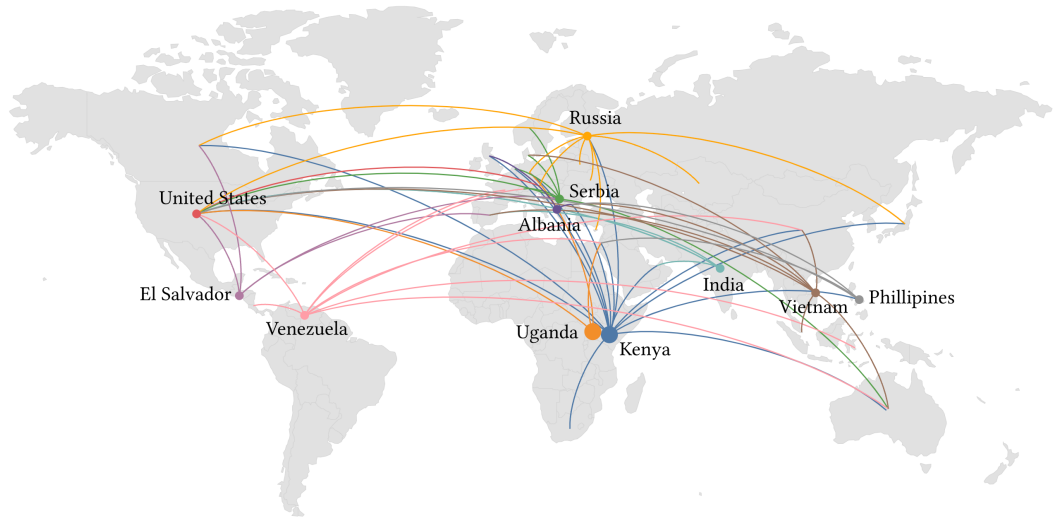 Russia
Serbia
United States
Albania
India
El Salvador
Vietnam
Phillipines
Venezuela
Uganda
Kenya